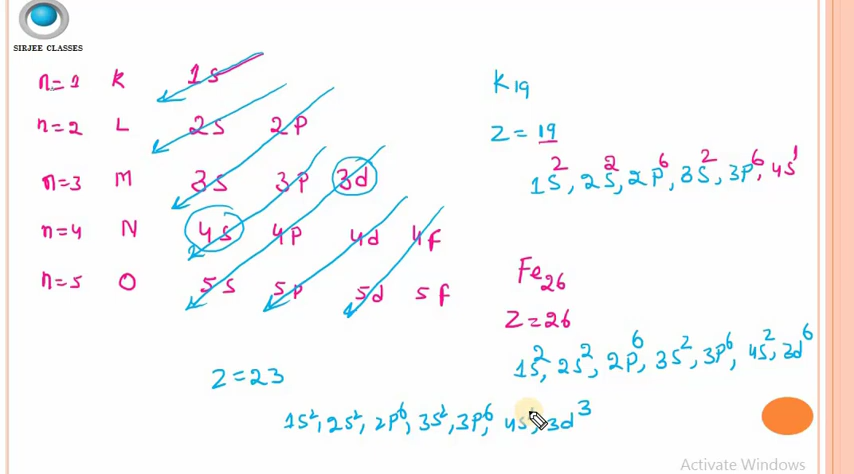 SIRJEE CLASSES
n=1 K 1s
n=2 L 2s 2p
n=3 M 3s 3p 3d
n=4 N 4s 4p 4d 4f
n=5 O 5s 5p 5d 5f
K₁₉
Z=19
1s², 2s², 2p⁶, 3s², 3p⁶, 4s¹
Fe₂₆
Z=26
1s², 2s², 2p⁶, 3s², 3p⁶, 4s², 3d⁶
Z=23
1s², 2s², 2p⁶, 3s², 3p⁶, 4s, 3d³
Activate Windows